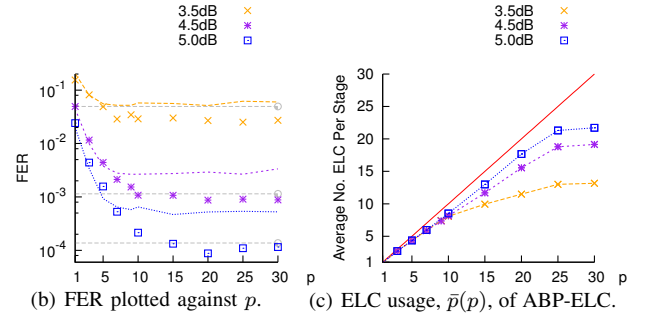 3.5dB
4.5dB
5.0dB
FER
10^-1
10^-2
10^-3
10^-4
1 5 10 15 20 25 30 p
(b) FER plotted against p.
3.5dB
4.5dB
5.0dB
Average No. ELC Per Stage
30
25
20
15
10
5
1
1 5 10 15 20 25 30 p
(c) ELC usage, p̄(p), of ABP-ELC.